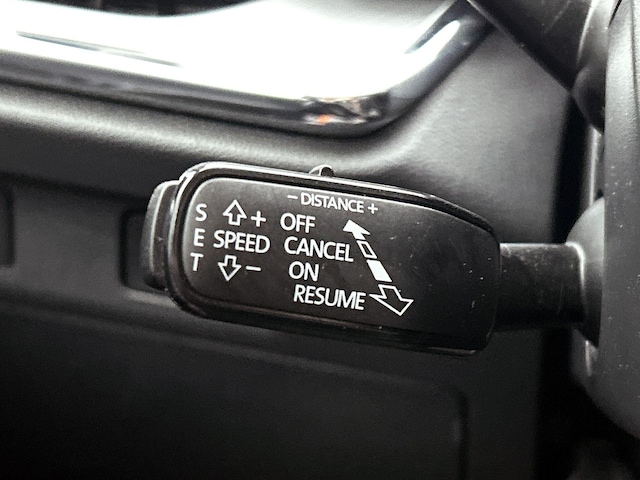 − DISTANCE +
S + OFF
E SPEED CANCEL
T − ON
RESUME